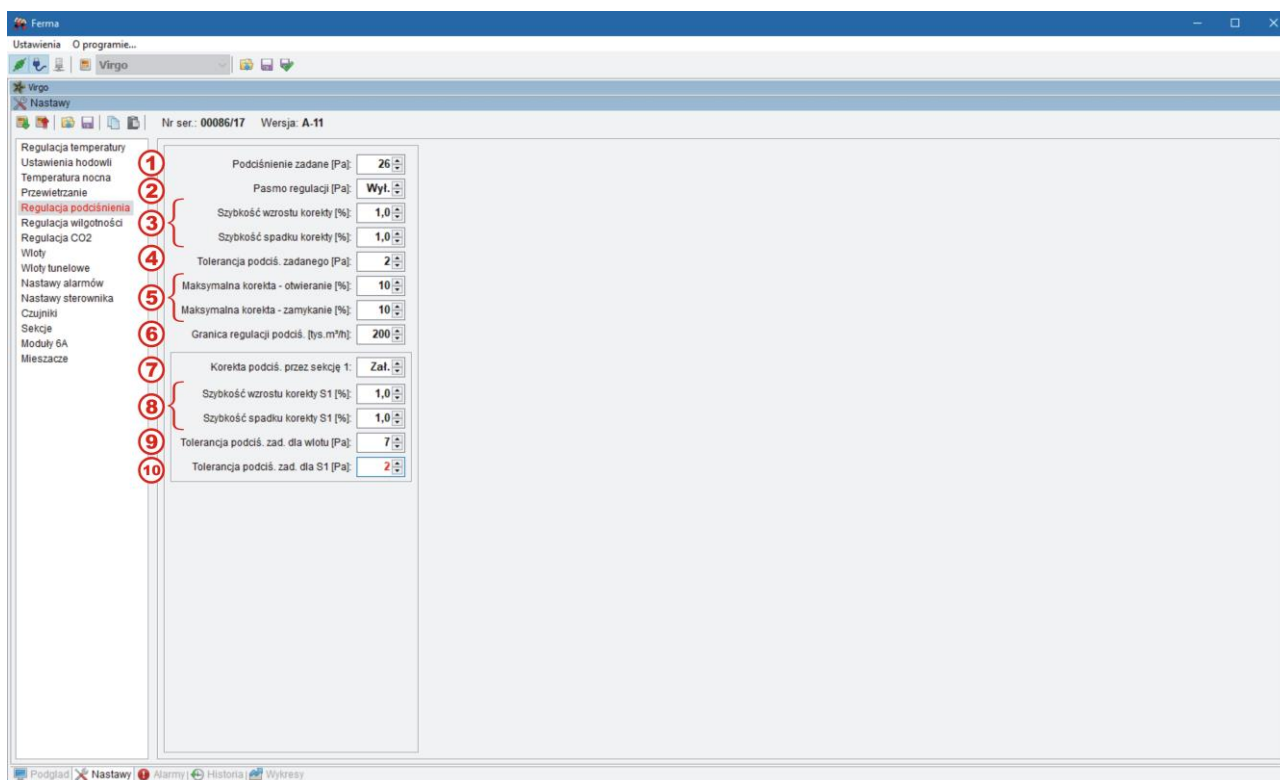 Ferma
Ustawienia O programie...
Virgo
Virgo
Nastawy
Nr ser.: 00086/17 Wersja: A-11
Regulacja temperatury
Ustawienia hodowli
Temperatura nocna
Przewietrzanie
Regulacja podciśnienia
Regulacja wilgotności
Regulacja CO2
Wloty
Wloty tunelowe
Nastawy alarmów
Nastawy sterownika
Czujniki
Sekcje
Moduły 6A
Mieszacze
1 Podciśnienie zadane [Pa]: 26
2 Pasmo regulacji [Pa]: Wył.
3 Szybkość wzrostu korekty [%]: 1,0
Szybkość spadku korekty [%]: 1,0
4 Tolerancja podciś. zadanego [Pa]: 2
5 Maksymalna korekta - otwieranie [%]: 10
Maksymalna korekta - zamykanie [%]: 10
6 Granica regulacji podciś. [tys.m³/h]: 200
7 Korekta podciś. przez sekcję 1: Zał.
8 Szybkość wzrostu korekty S1 [%]: 1,0
Szybkość spadku korekty S1 [%]: 1,0
9 Tolerancja podciś. zad. dla wlotu [Pa]: 7
10 Tolerancja podciś. zad. dla S1 [Pa]: 2
Podgląd Nastawy Alarmy Historia Wykresy